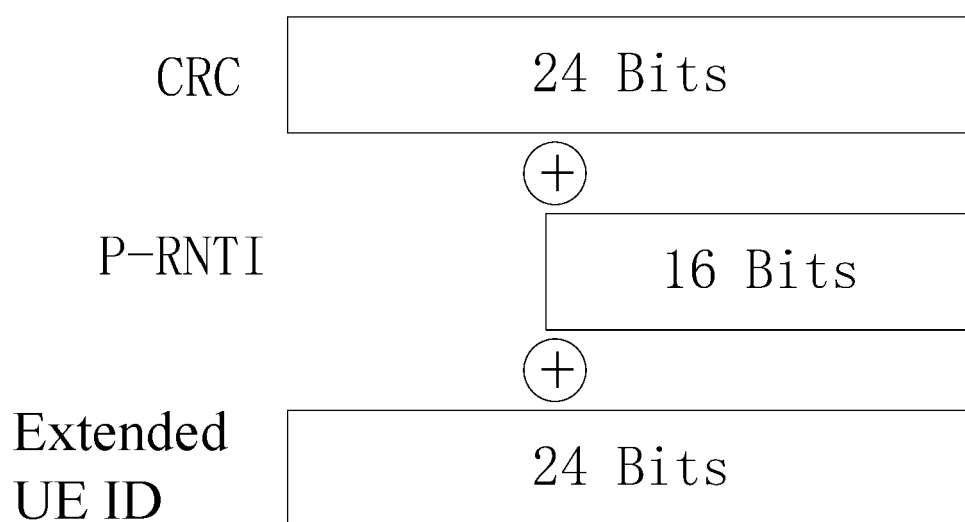 CRC 24 Bits
+
P-RNTI 16 Bits
+
Extended
UE ID 24 Bits